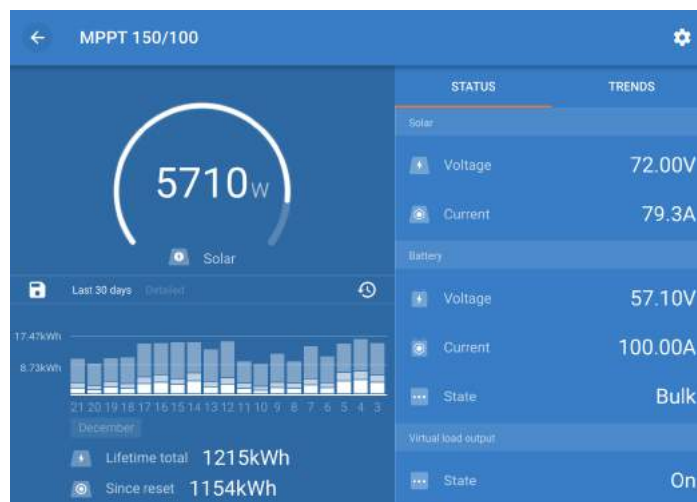 MPPT 150/100
5710W
Solar
Last 30 days Detailed
17.47kWh
8.73kWh
21 20 19 18 17 16 15 14 13 12 11 10 9 8 7 6 5 4 3
December
Lifetime total 1215kWh
Since reset 1154kWh
STATUS TRENDS
Solar
Voltage 72.00V
Current 79.3A
Battery
Voltage 57.10V
Current 100.00A
State Bulk
Virtual load output
State On